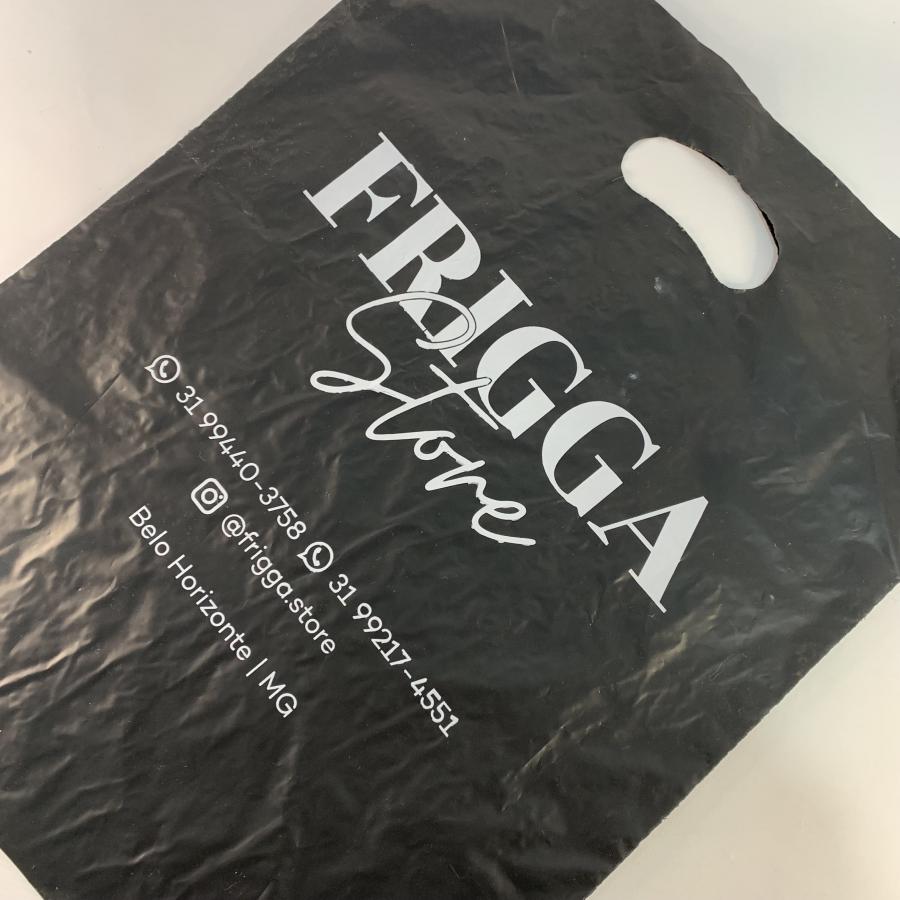 FRIGGA
Store
31 99440-3758 31 99217-4551
@frigga.store
Belo Horizonte | MG